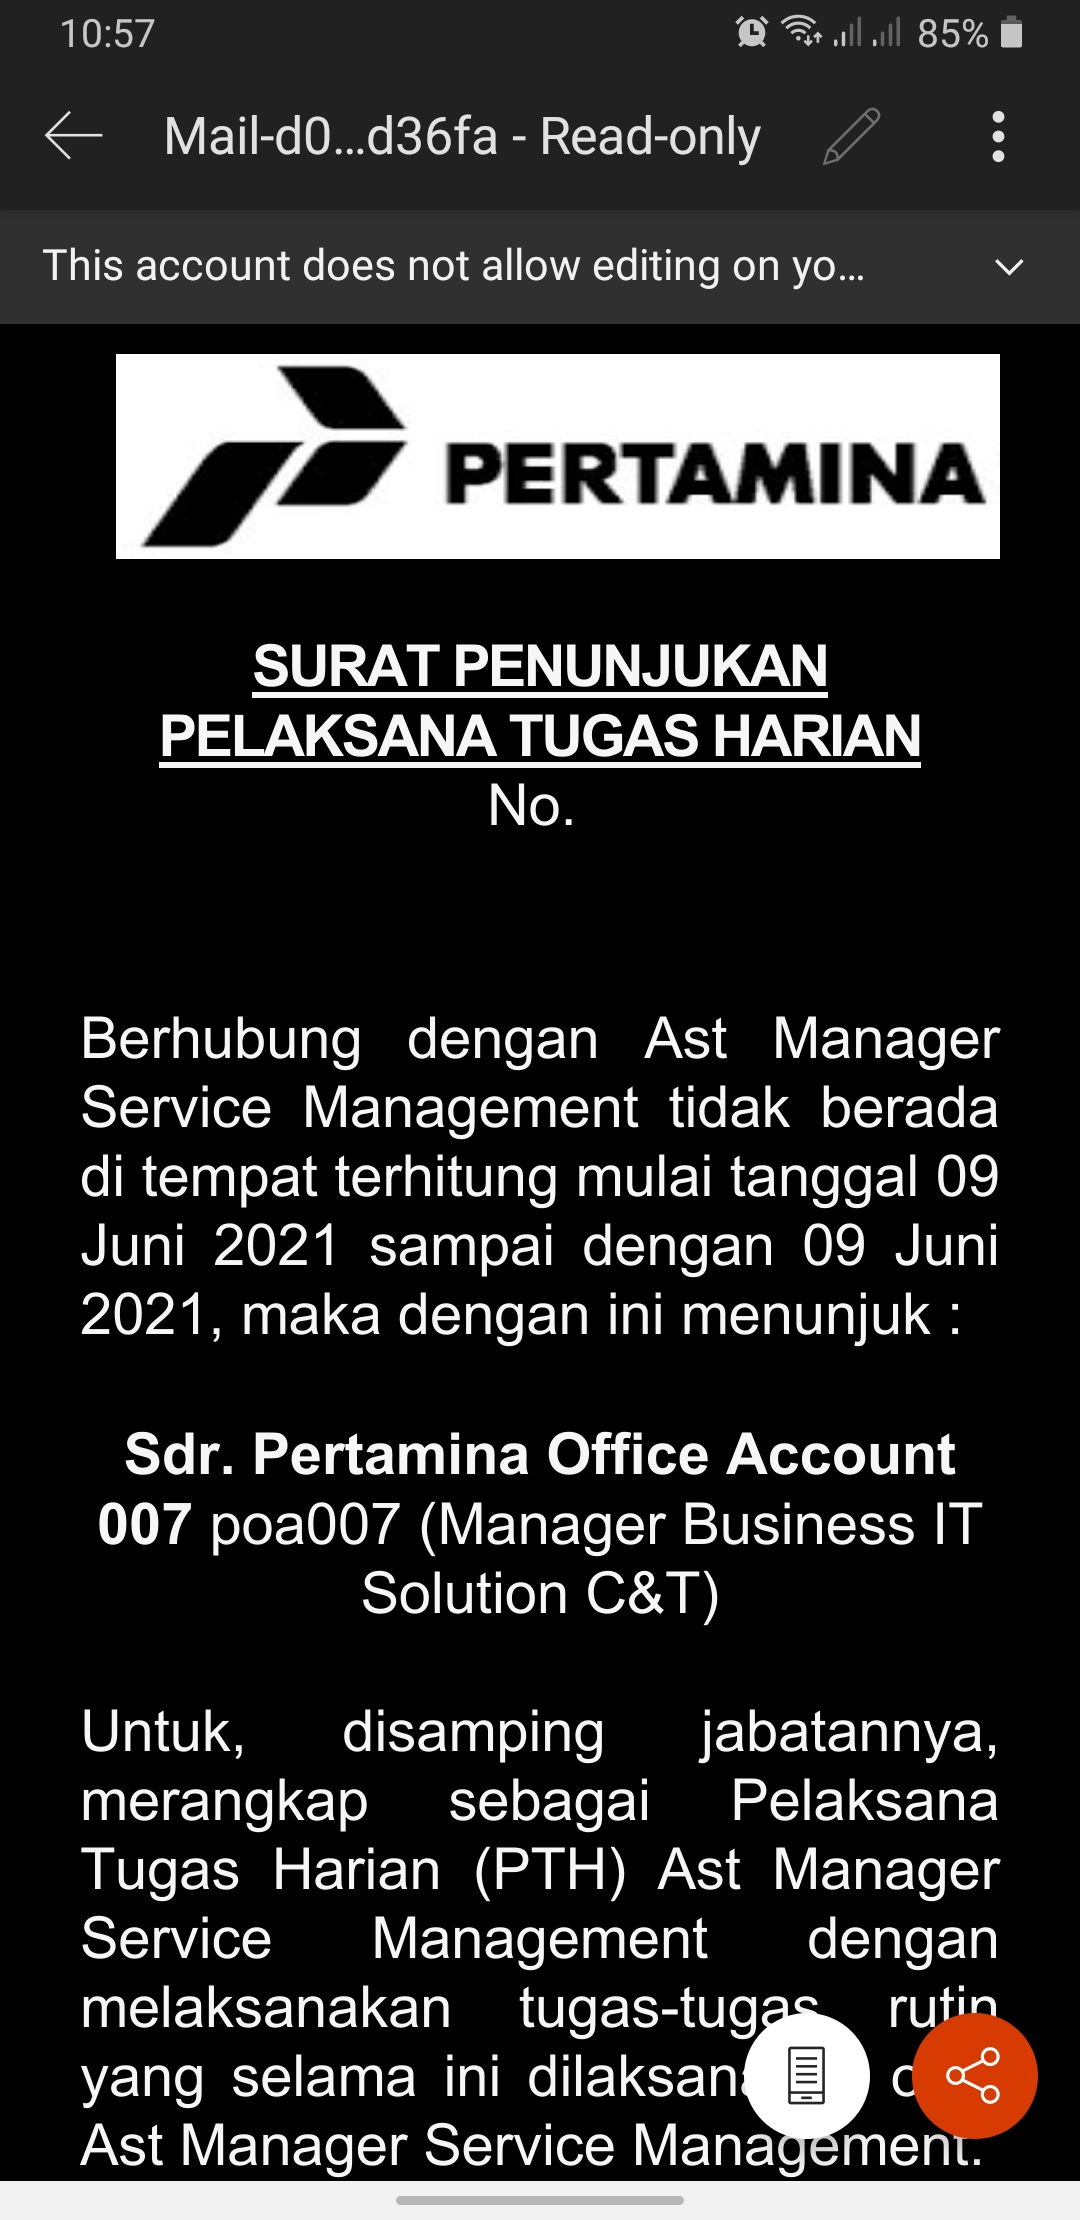 10:57
85%
Mail-d0...d36fa - Read-only
This account does not allow editing on yo...
PERTAMINA
SURAT PENUNJUKAN
PELAKSANA TUGAS HARIAN
No.
Berhubung dengan Ast Manager
Service Management tidak berada
di tempat terhitung mulai tanggal 09
Juni 2021 sampai dengan 09 Juni
2021, maka dengan ini menunjuk :
Sdr. Pertamina Office Account
007 poa007 (Manager Business IT
Solution C&T)
Untuk, disamping jabatannya,
merangkap sebagai Pelaksana
Tugas Harian (PTH) Ast Manager
Service Management dengan
melaksanakan tugas-tugas rutin
yang selama ini
Ast Manager Service Management.